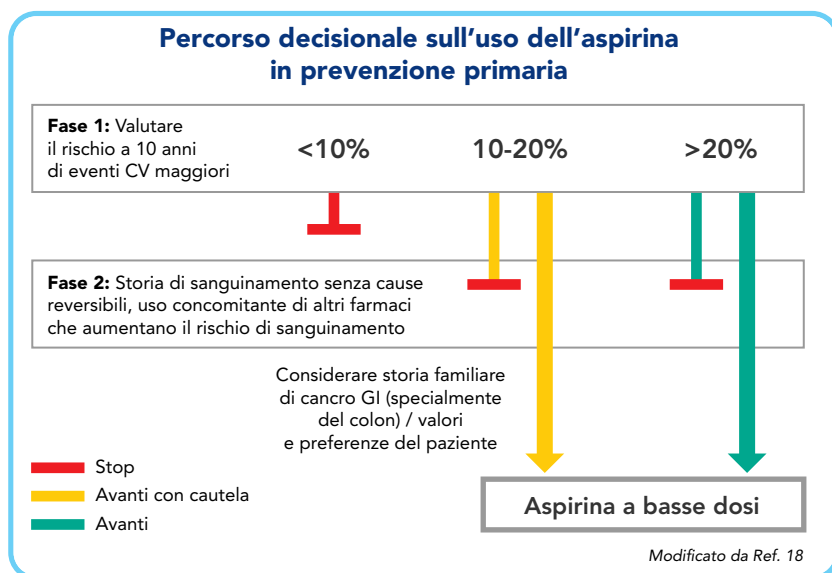 Percorso decisionale sull’uso dell’aspirina
in prevenzione primaria
Fase 1: Valutare
il rischio a 10 anni
di eventi CV maggiori
<10%
10-20%
>20%
Fase 2: Storia di sanguinamento senza cause
reversibili, uso concomitante di altri farmaci
che aumentano il rischio di sanguinamento
Considerare storia familiare
di cancro GI (specialmente
del colon) / valori
e preferenze del paziente
Stop
Avanti con cautela
Avanti
Aspirina a basse dosi
Modificato da Ref. 18